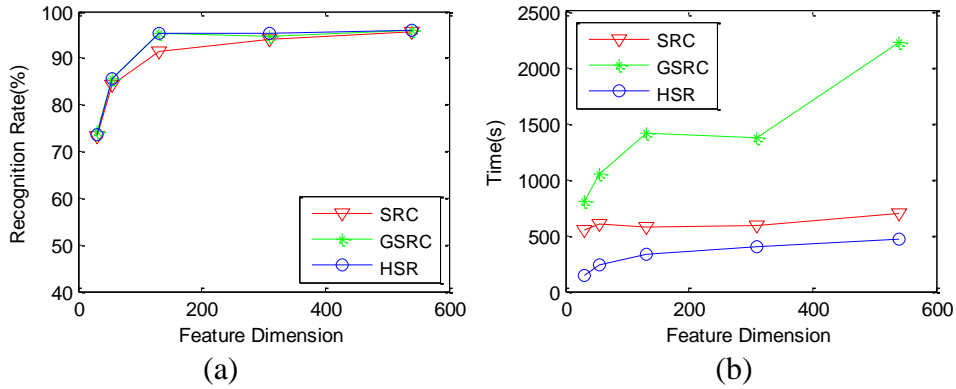 100
90
80
70
60
50
40
Recognition Rate(%)
SRC
GSRC
HSR
0 200 400 600
Feature Dimension
(a)
2500
2000
1500
1000
500
0
Time(s)
SRC
GSRC
HSR
0 200 400 600
Feature Dimension
(b)